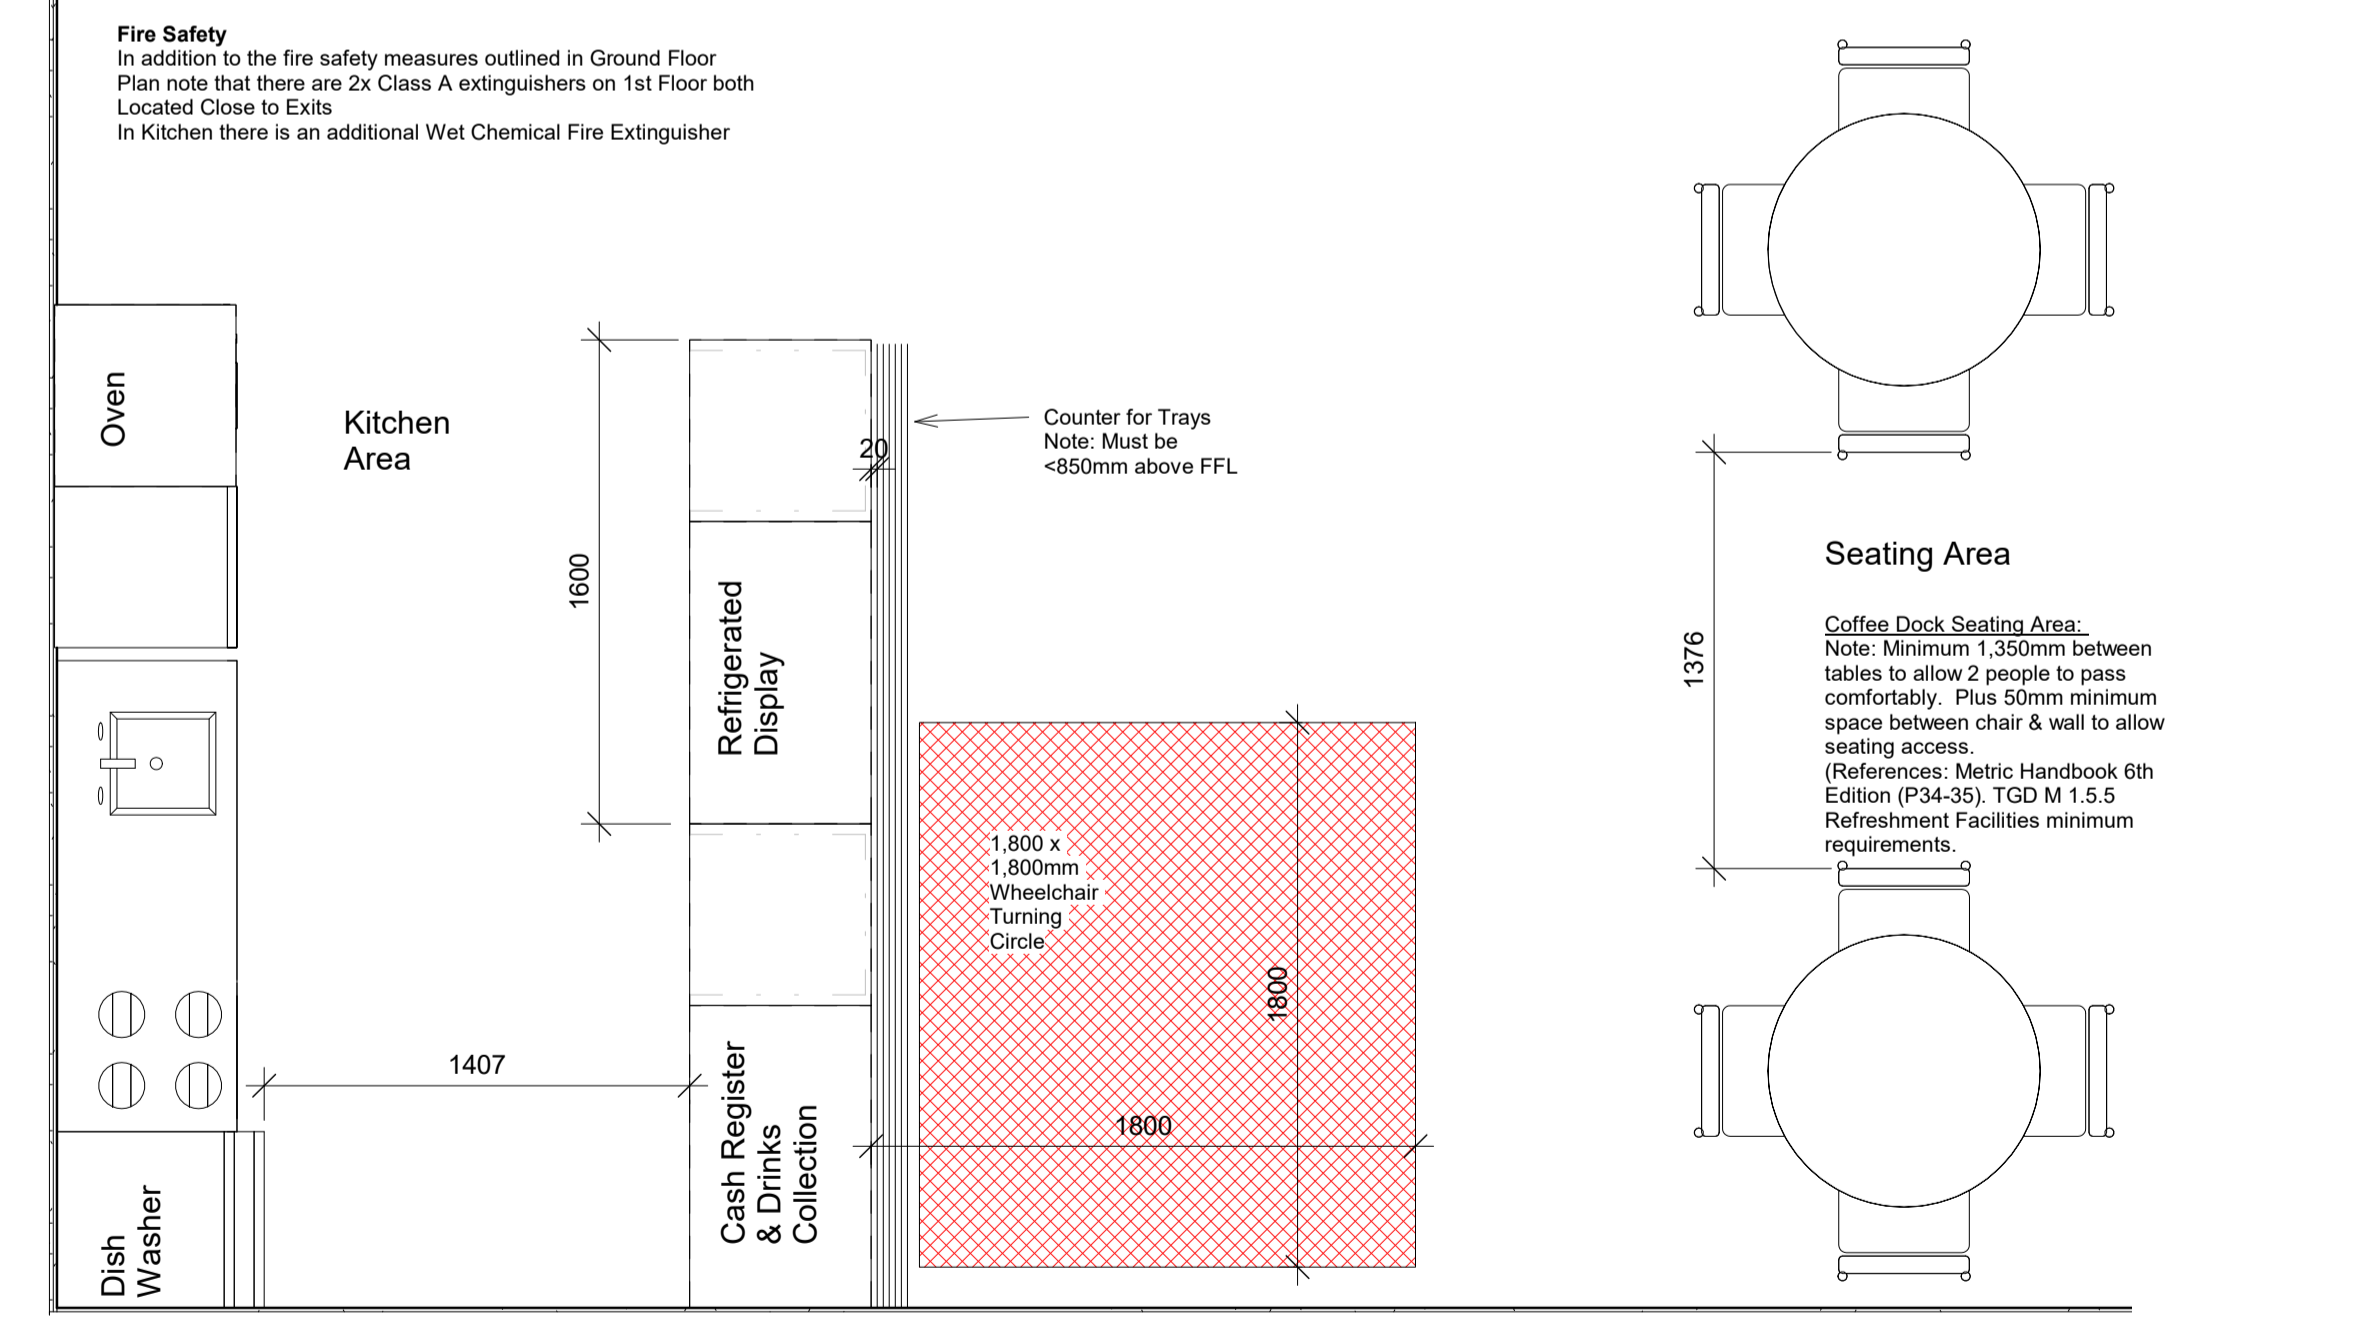 Fire Safety
In addition to the fire safety measures outlined in Ground Floor
Plan note that there are 2x Class A extinguishers on 1st Floor both
Located Close to Exits
In Kitchen there is an additional Wet Chemical Fire Extinguisher
Oven
Kitchen
Area
20
Counter for Trays
Note: Must be
<850mm above FFL
1600
Refrigerated
Display
Seating Area
1376
Coffee Dock Seating Area:
Note: Minimum 1,350mm between
tables to allow 2 people to pass
comfortably.  Plus 50mm minimum
space between chair & wall to allow
seating access.
(References: Metric Handbook 6th
Edition (P34-35). TGD M 1.5.5
Refreshment Facilities minimum
requirements.
1,800 x
1,800mm
Wheelchair
Turning
Circle
1800
1800
1407
Cash Register
& Drinks
Collection
Dish
Washer